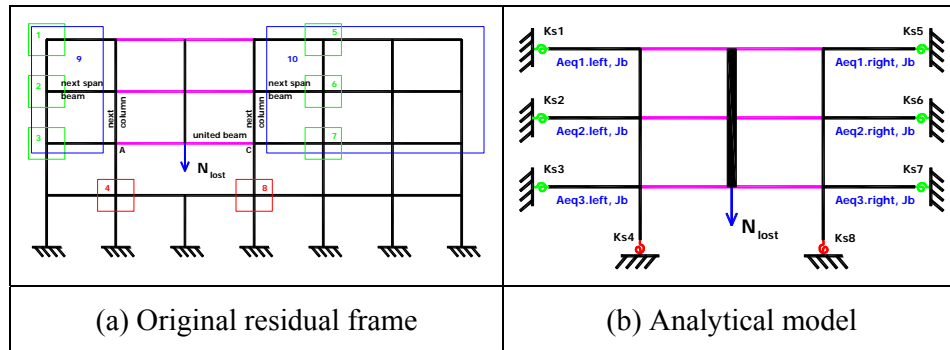 1
5
9
10
next span
beam
next span
beam
2
6
next
column
next
column
united beam
3
7
A
C
N lost
4
8
Ks1
Ks5
Aeq1.left, Jb
Aeq1.right, Jb
Ks2
Ks6
Aeq2.left, Jb
Aeq2.right, Jb
Ks3
Ks7
Aeq3.left, Jb
Aeq3.right, Jb
N lost
Ks4
Ks8
(a) Original residual frame
(b) Analytical model